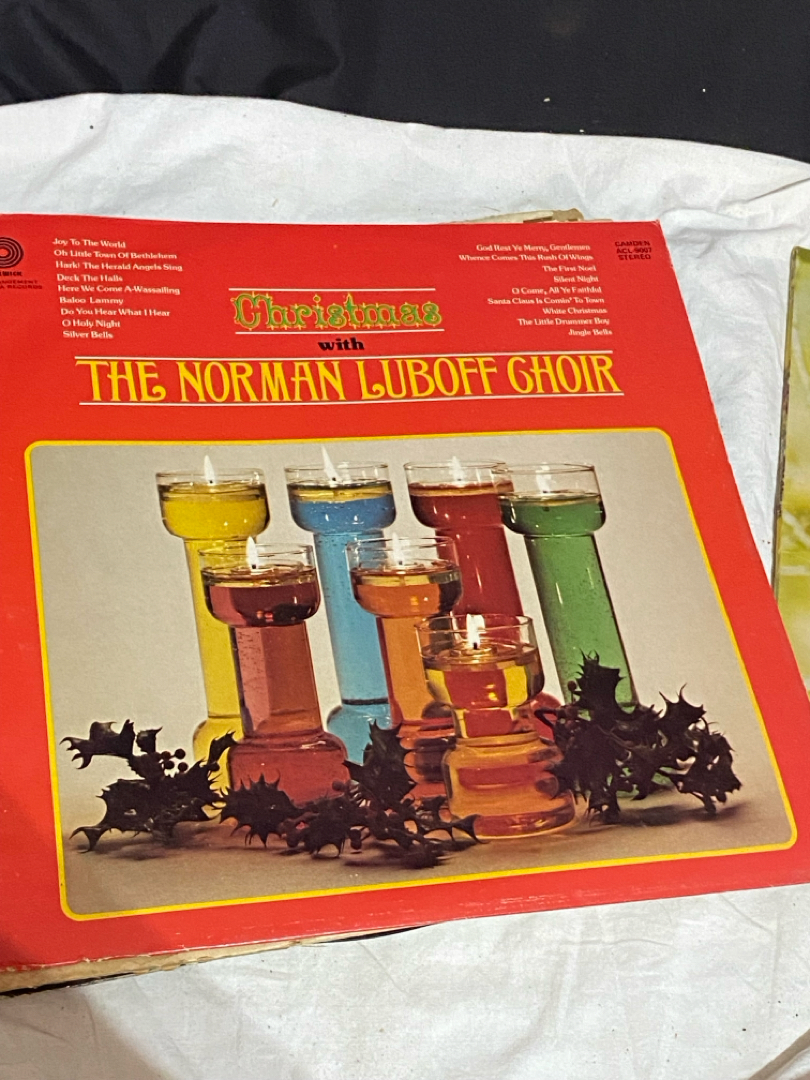 Joy To The World
Oh Little Town Of Bethlehem
Hark! The Herald Angels Sing
Deck The Halls
Here We Come A-Wassailing
Baloo Lammy
Do You Hear What I Hear
O Holy Night
Silver Bells
Christmas
with
THE NORMAN LUBOFF CHOIR
God Rest Ye Merry, Gentlemen
Whence Comes This Rush Of Wings
The First Noel
Silent Night
O Come, All Ye Faithful
Santa Claus Is Comin' To Town
White Christmas
The Little Drummer Boy
Jingle Bells
CAMDEN
ACL-9007
STEREO
RECORDS